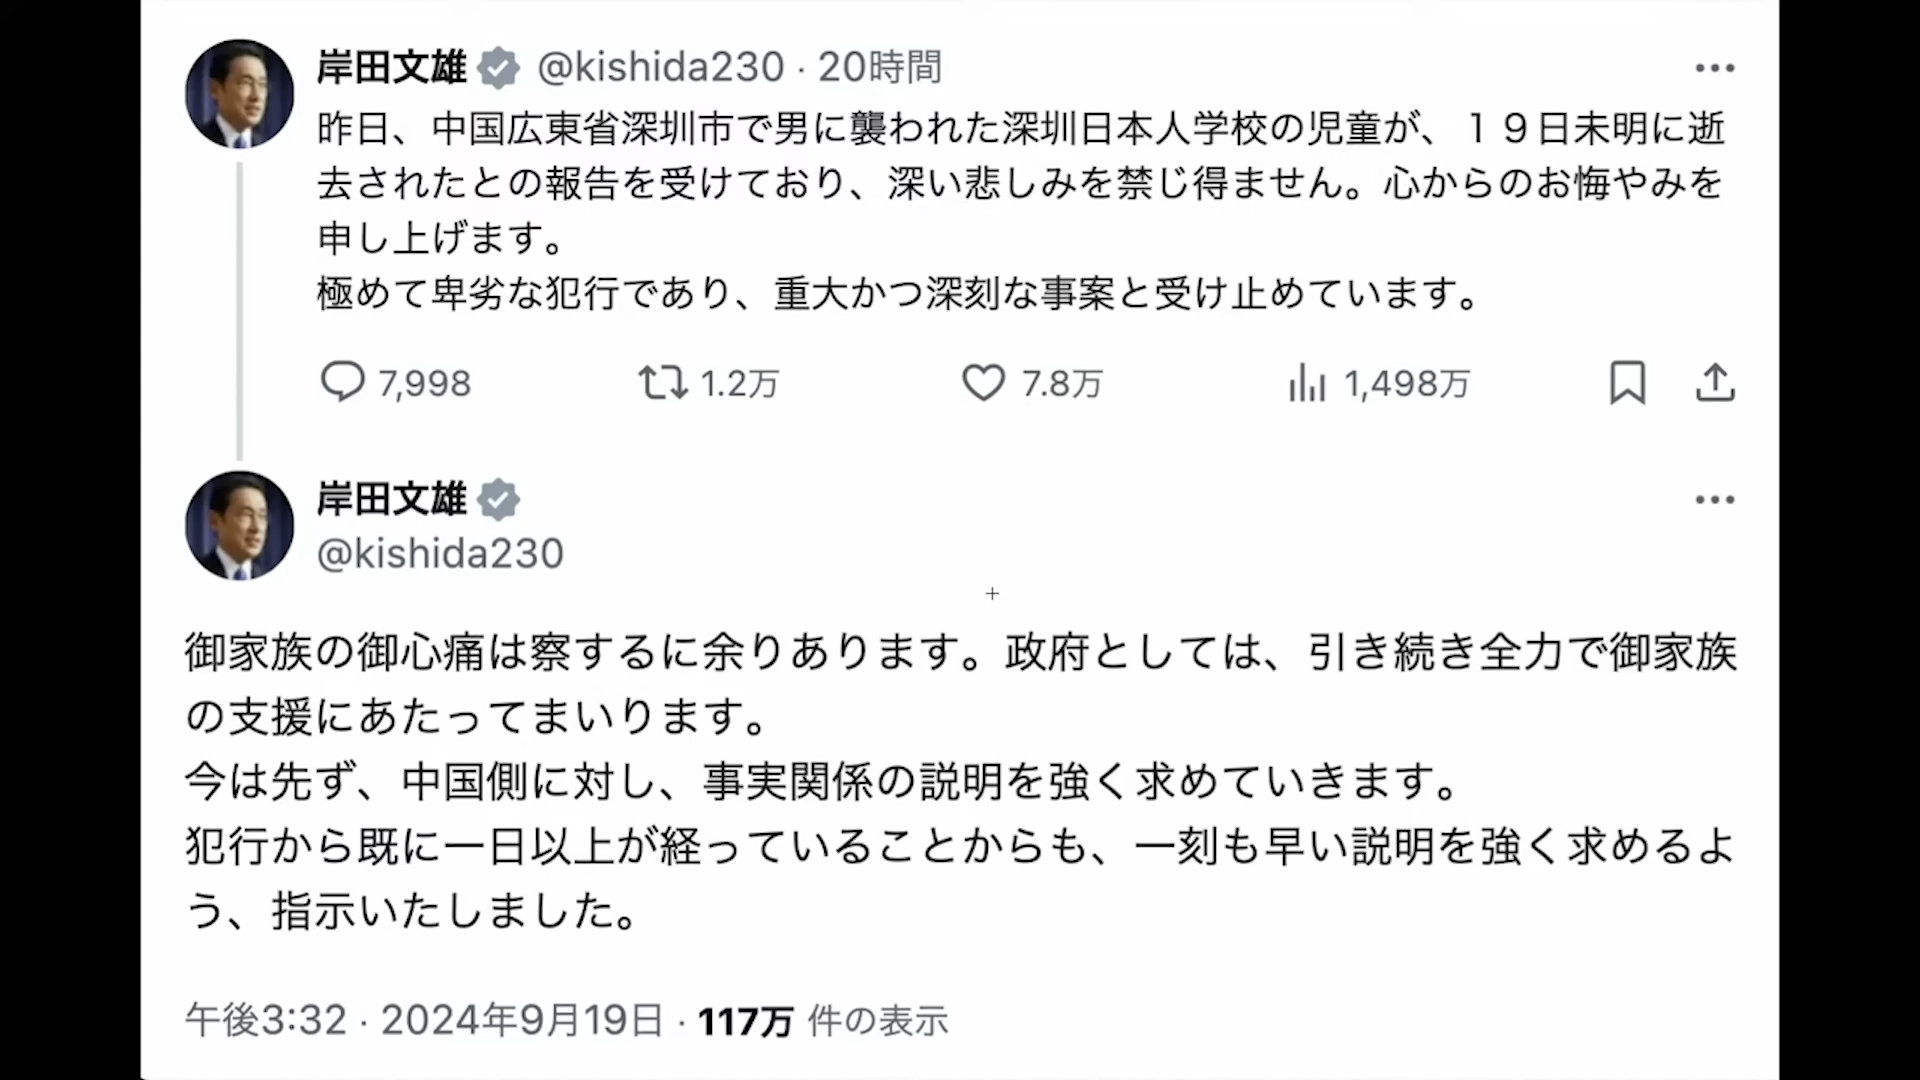 岸田文雄 @kishida230 · 20時間
昨日、中国広東省深圳市で男に襲われた深圳日本人学校の児童が、１９日未明に逝
去されたとの報告を受けており、深い悲しみを禁じ得ません。心からのお悔やみを
申し上げます。
極めて卑劣な犯行であり、重大かつ深刻な事案と受け止めています。
7,998 1.2万 7.8万 1,498万
岸田文雄
@kishida230
御家族の御心痛は察するに余りあります。政府としては、引き続き全力で御家族
の支援にあたってまいります。
今は先ず、中国側に対し、事実関係の説明を強く求めていきます。
犯行から既に一日以上が経っていることからも、一刻も早い説明を強く求めるよ
う、指示いたしました。
午後3:32 · 2024年9月19日 · 117万 件の表示